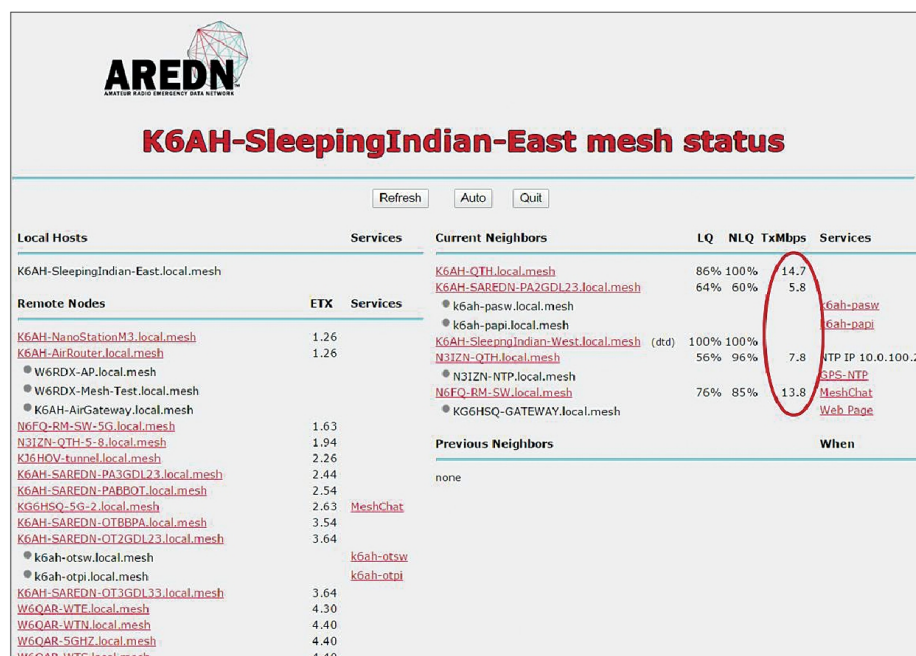 AREDN
AMATEUR RADIO EMERGENCY DATA NETWORK
K6AH-SleepingIndian-East mesh status
Refresh Auto Quit
Local Hosts Services
K6AH-SleepingIndian-East.local.mesh
Remote Nodes ETX Services
K6AH-NanoStationM3.local.mesh 1.26
K6AH-AirRouter.local.mesh 1.26
W6RDX-AP.local.mesh
W6RDX-Mesh-Test.local.mesh
K6AH-AirGateway.local.mesh
N6FQ-RM-SW-5G.local.mesh 1.63
N3IZN-QTH-5-8.local.mesh 1.94
KJ6HOV-tunnel.local.mesh 2.26
K6AH-SAREDN-PA3GDL23.local.mesh 2.44
K6AH-SAREDN-PABBOT.local.mesh 2.54
KG6HSQ-5G-2.local.mesh 2.63 MeshChat
K6AH-SAREDN-OTBBPA.local.mesh 3.54
K6AH-SAREDN-OT2GDL23.local.mesh 3.64
k6ah-otsw.local.mesh k6ah-otsw
k6ah-otpi.local.mesh k6ah-otpi
K6AH-SAREDN-OT3GDL33.local.mesh 3.64
W6QAR-WTE.local.mesh 4.30
W6QAR-WTN.local.mesh 4.40
W6QAR-5GHZ.local.mesh 4.40
Current Neighbors LQ NLQ TxMbps Services
K6AH-QTH.local.mesh 86% 100% 14.7
K6AH-SAREDN-PA2GDL23.local.mesh 64% 60% 5.8
k6ah-pasw.local.mesh k6ah-pasw
k6ah-papi.local.mesh k6ah-papi
K6AH-SleepngIndian-West.local.mesh (dtd) 100% 100%
N3IZN-QTH.local.mesh 56% 96% 7.8 NTP IP 10.0.100.2
N3IZN-NTP.local.mesh GPS-NTP
N6FQ-RM-SW.local.mesh 76% 85% 13.8 MeshChat
KG6HSQ-GATEWAY.local.mesh Web Page
Previous Neighbors When
none